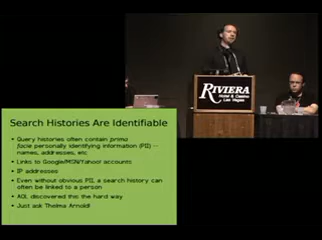 RIVIERA
Hotel & Casino
Las Vegas
Search Histories Are Identifiable
• Query histories often contain prima
facie personally identifying information (PII) --
names, addresses, etc
• Links to Google/MSN/Yahoo! accounts
• IP addresses
• Even without obvious PII, a search history can
often be linked to a person
• AOL discovered this the hard way
• Just ask Thelma Arnold!